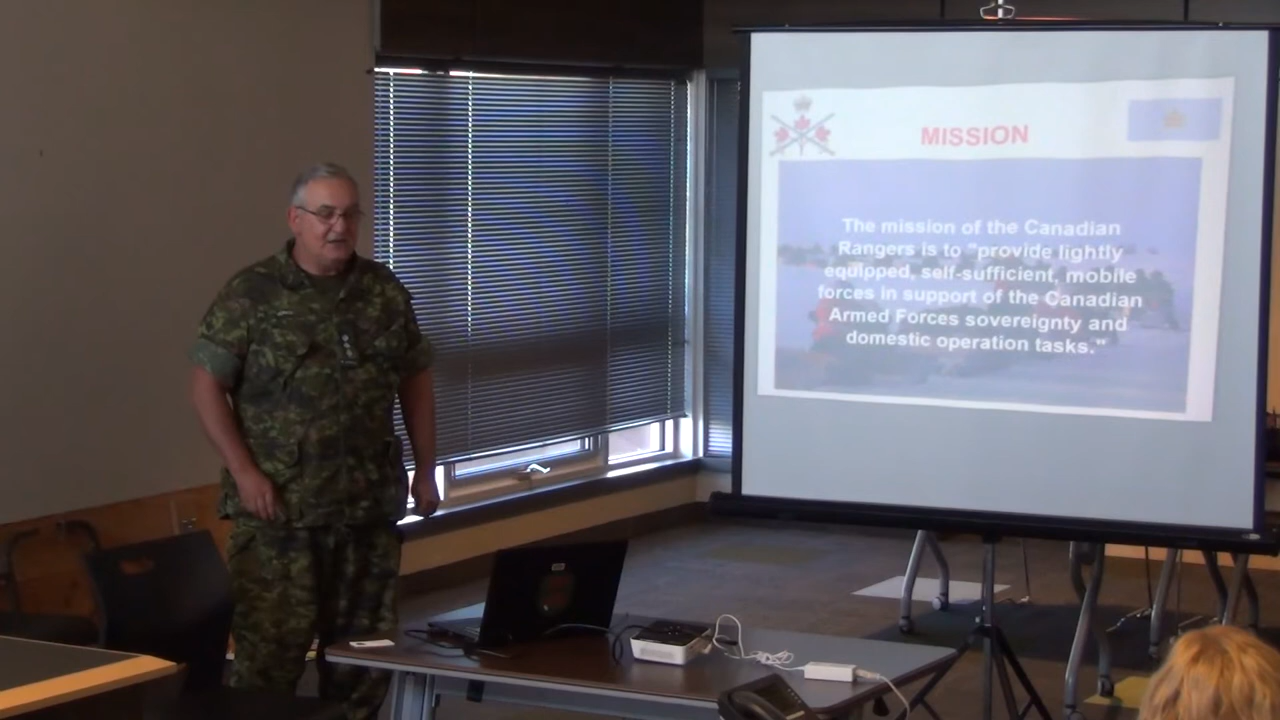 MISSION
The mission of the Canadian
Rangers is to "provide lightly
equipped, self-sufficient, mobile
forces in support of the Canadian
Armed Forces sovereignty and
domestic operation tasks."